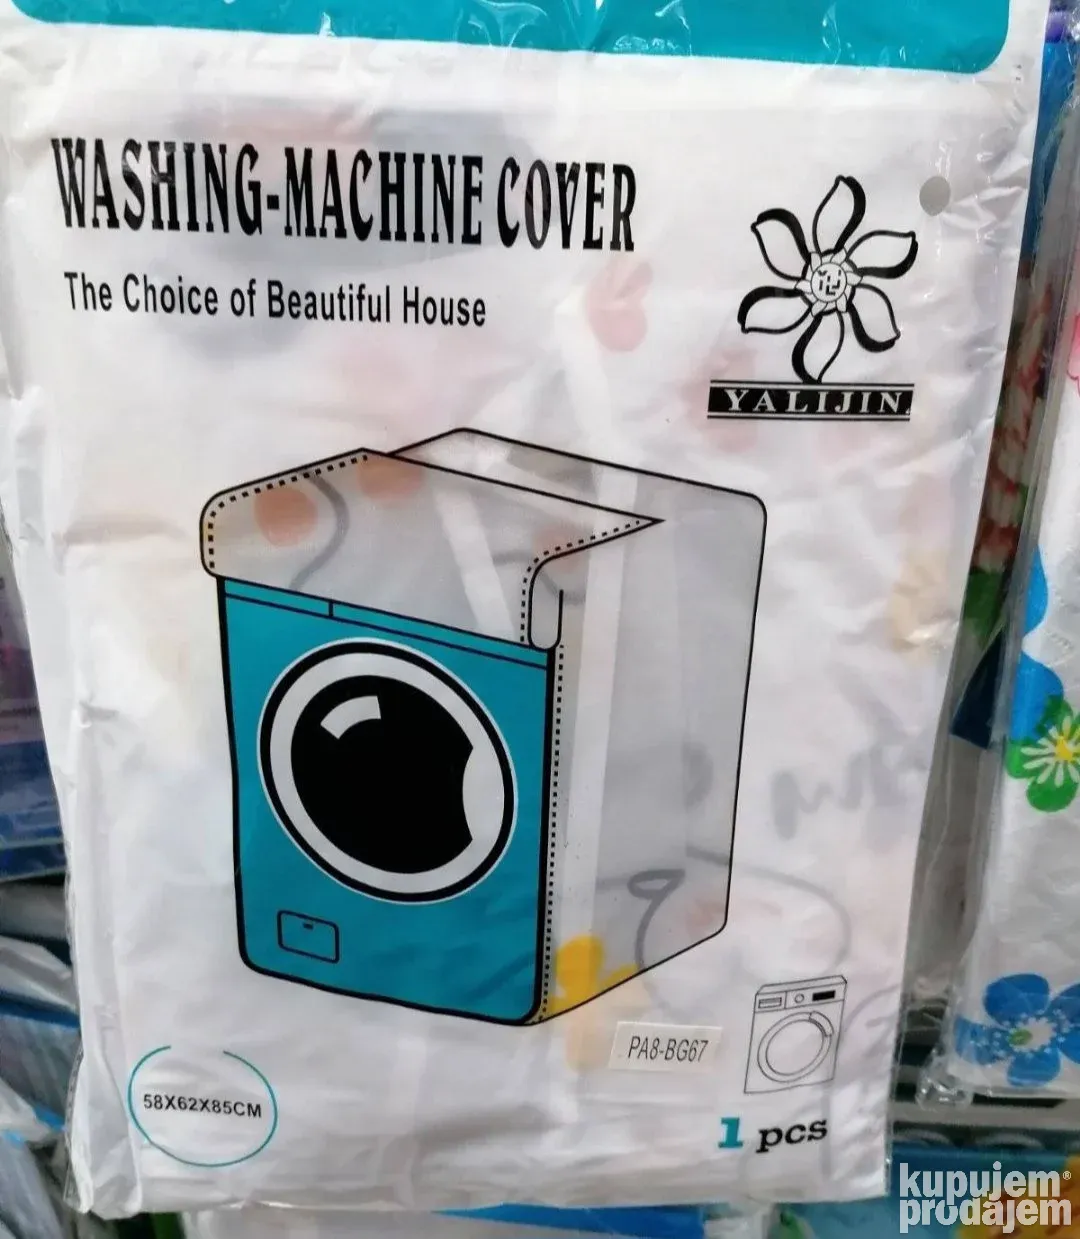 WASHING-MACHINE COVER
The Choice of Beautiful House
YALIJIN
PA8-BG67
58X62X85CM
1 pcs
kupujem®
prodajem